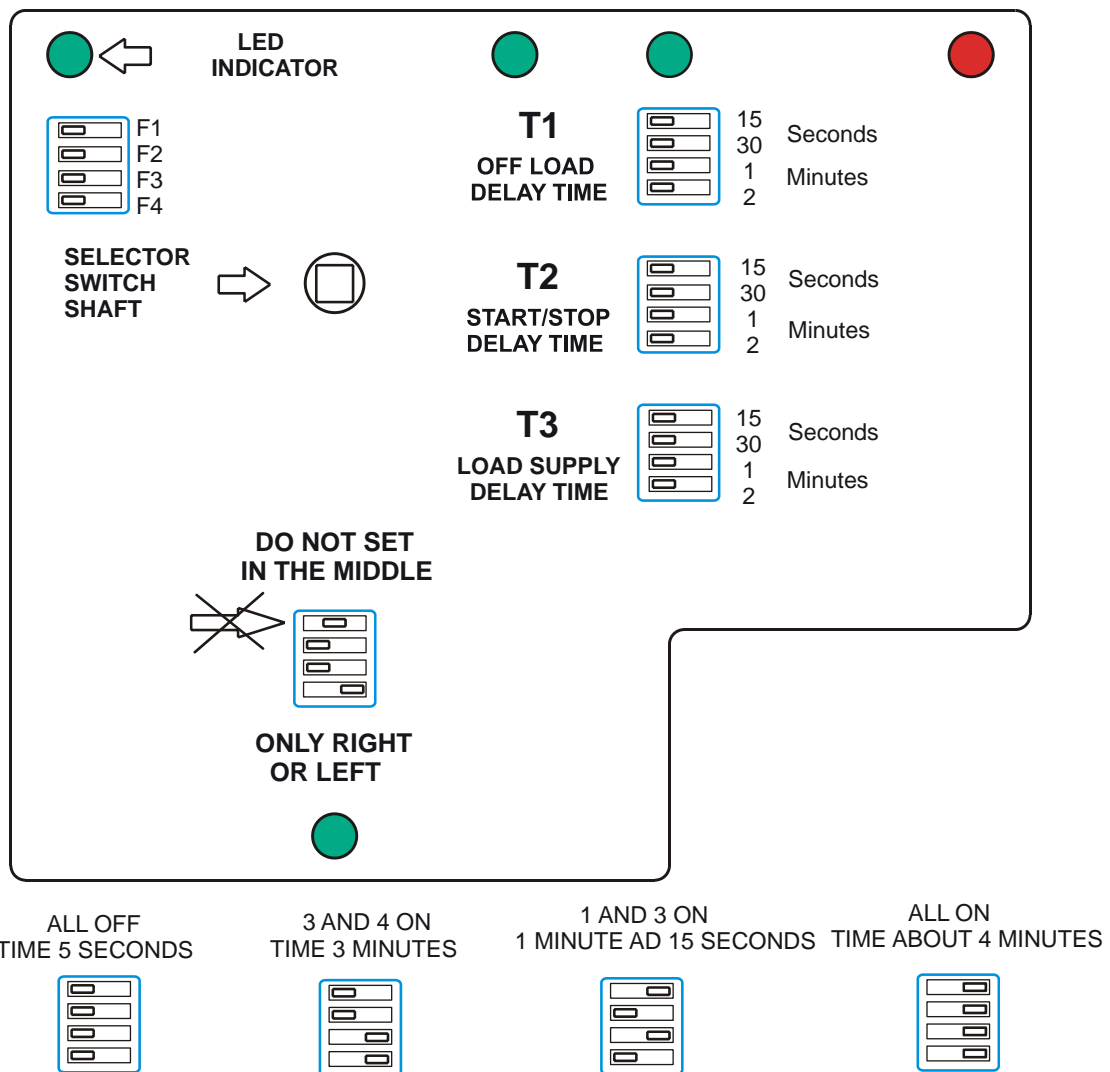 LED
INDICATOR
F1
F2
F3
F4
T1
OFF LOAD
DELAY TIME
15
30
1
2
Seconds
Minutes
SELECTOR
SWITCH
SHAFT
T2
START/STOP
DELAY TIME
15
30
1
2
Seconds
Minutes
T3
LOAD SUPPLY
DELAY TIME
15
30
1
2
Seconds
Minutes
DO NOT SET
IN THE MIDDLE
ONLY RIGHT
OR LEFT
ALL OFF
TIME 5 SECONDS
3 AND 4 ON
TIME 3 MINUTES
1 AND 3 ON
1 MINUTE AD 15 SECONDS
ALL ON
TIME ABOUT 4 MINUTES